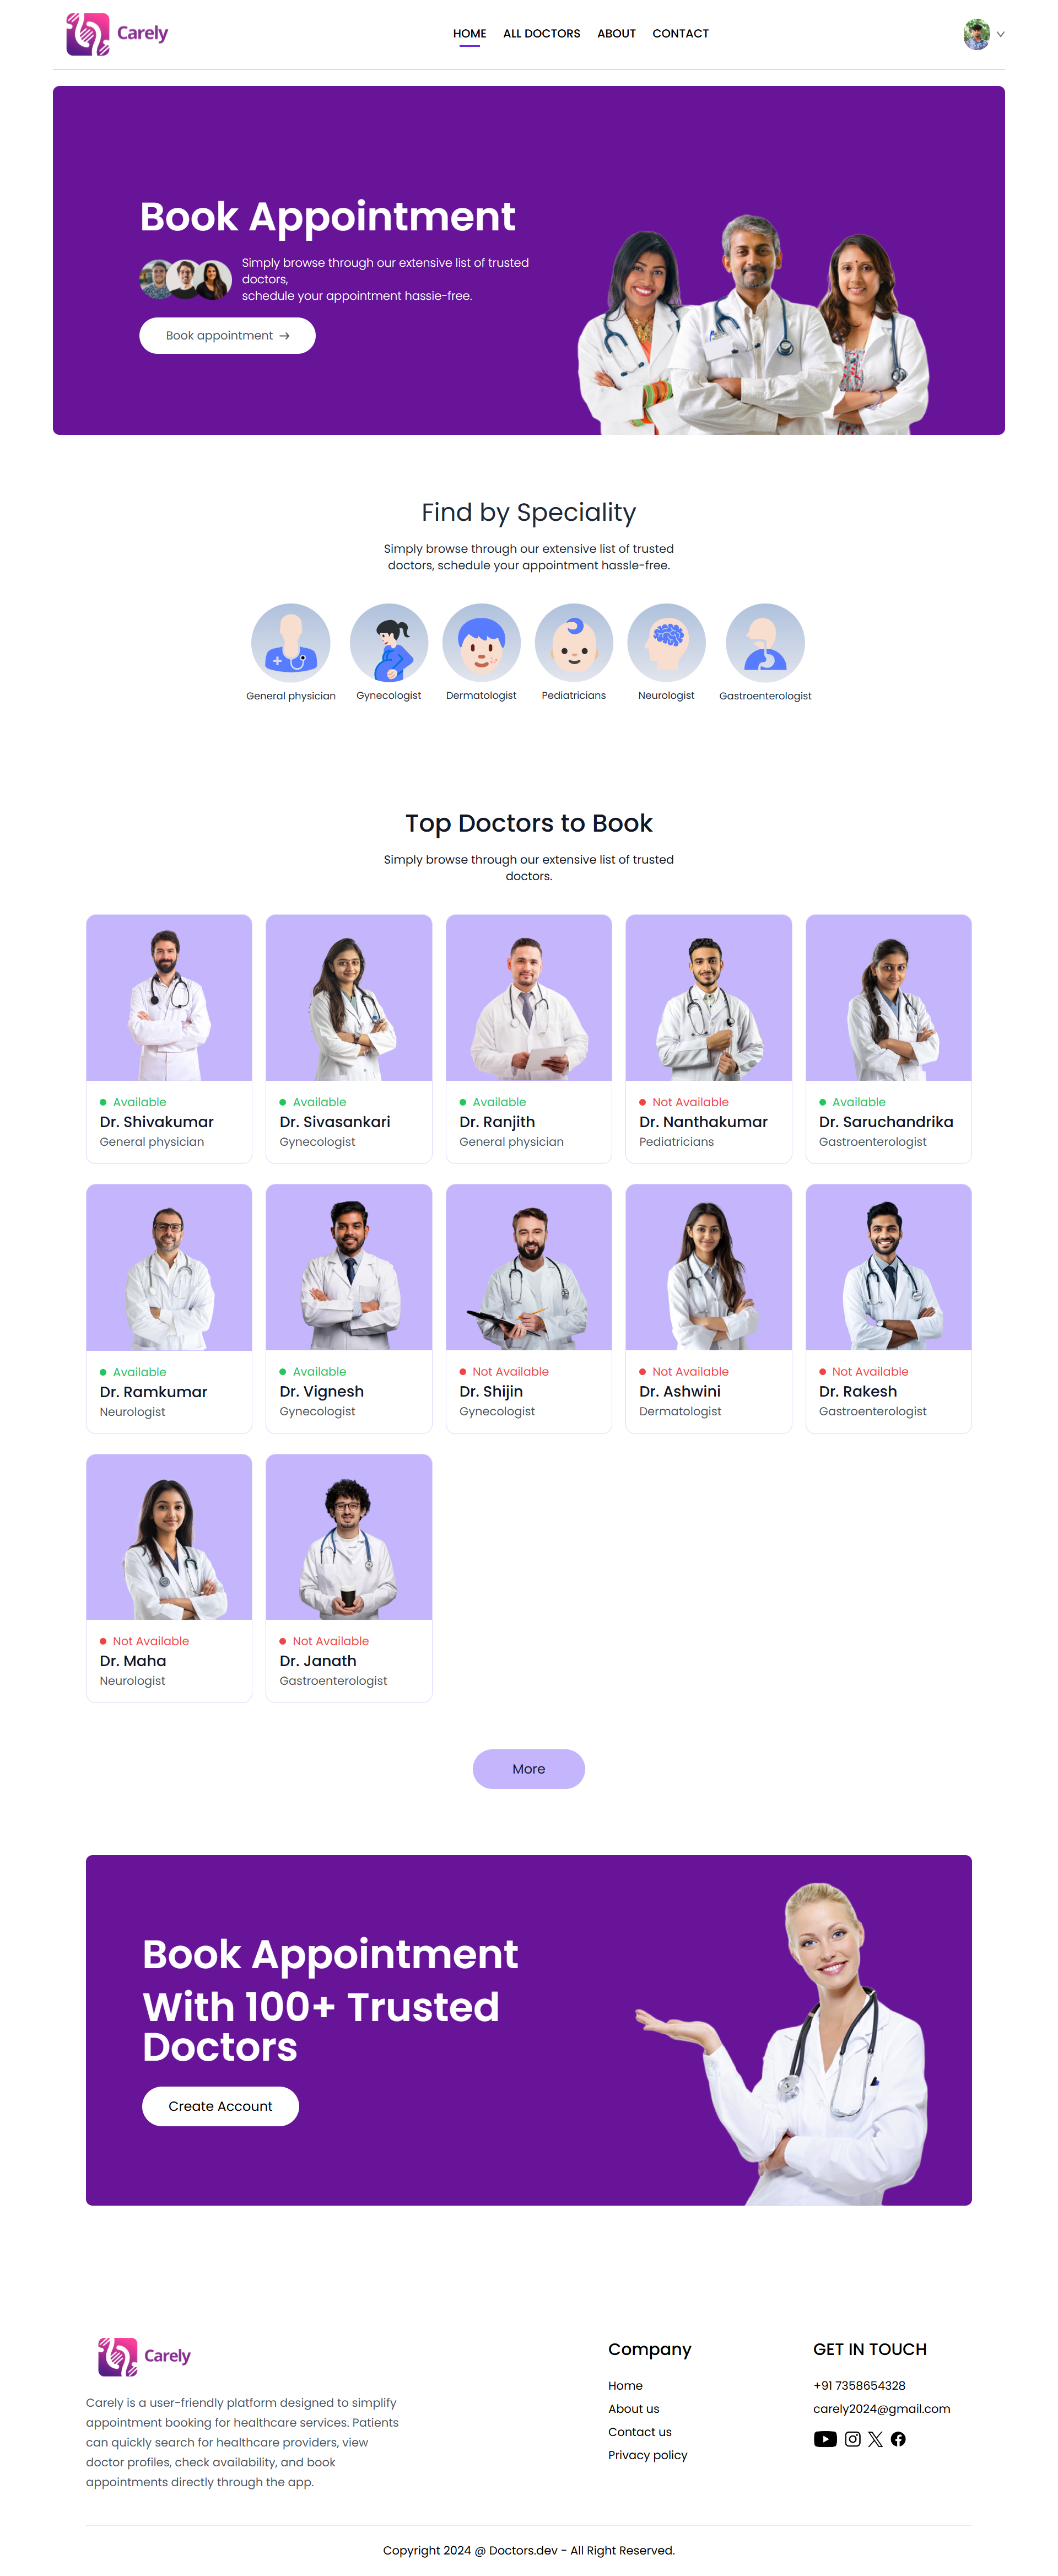 Carely
HOME ALL DOCTORS ABOUT CONTACT
Book Appointment
Simply browse through our extensive list of trusted
doctors,
schedule your appointment hassie-free.
Book appointment →
Find by Speciality
Simply browse through our extensive list of trusted
doctors, schedule your appointment hassle-free.
General physician
Gynecologist
Dermatologist
Pediatricians
Neurologist
Gastroenterologist
Top Doctors to Book
Simply browse through our extensive list of trusted
doctors.
Available
Dr. Shivakumar
General physician
Available
Dr. Sivasankari
Gynecologist
Available
Dr. Ranjith
General physician
Not Available
Dr. Nanthakumar
Pediatricians
Available
Dr. Saruchandrika
Gastroenterologist
Available
Dr. Ramkumar
Neurologist
Available
Dr. Vignesh
Gynecologist
Not Available
Dr. Shijin
Gynecologist
Not Available
Dr. Ashwini
Dermatologist
Not Available
Dr. Rakesh
Gastroenterologist
Not Available
Dr. Maha
Neurologist
Not Available
Dr. Janath
Gastroenterologist
More
Book Appointment
With 100+ Trusted
Doctors
Create Account
Carely
Carely is a user-friendly platform designed to simplify
appointment booking for healthcare services. Patients
can quickly search for healthcare providers, view
doctor profiles, check availability, and book
appointments directly through the app.
Company
Home
About us
Contact us
Privacy policy
GET IN TOUCH
+91 7358654328
carely2024@gmail.com
Copyright 2024 @ Doctors.dev - All Right Reserved.